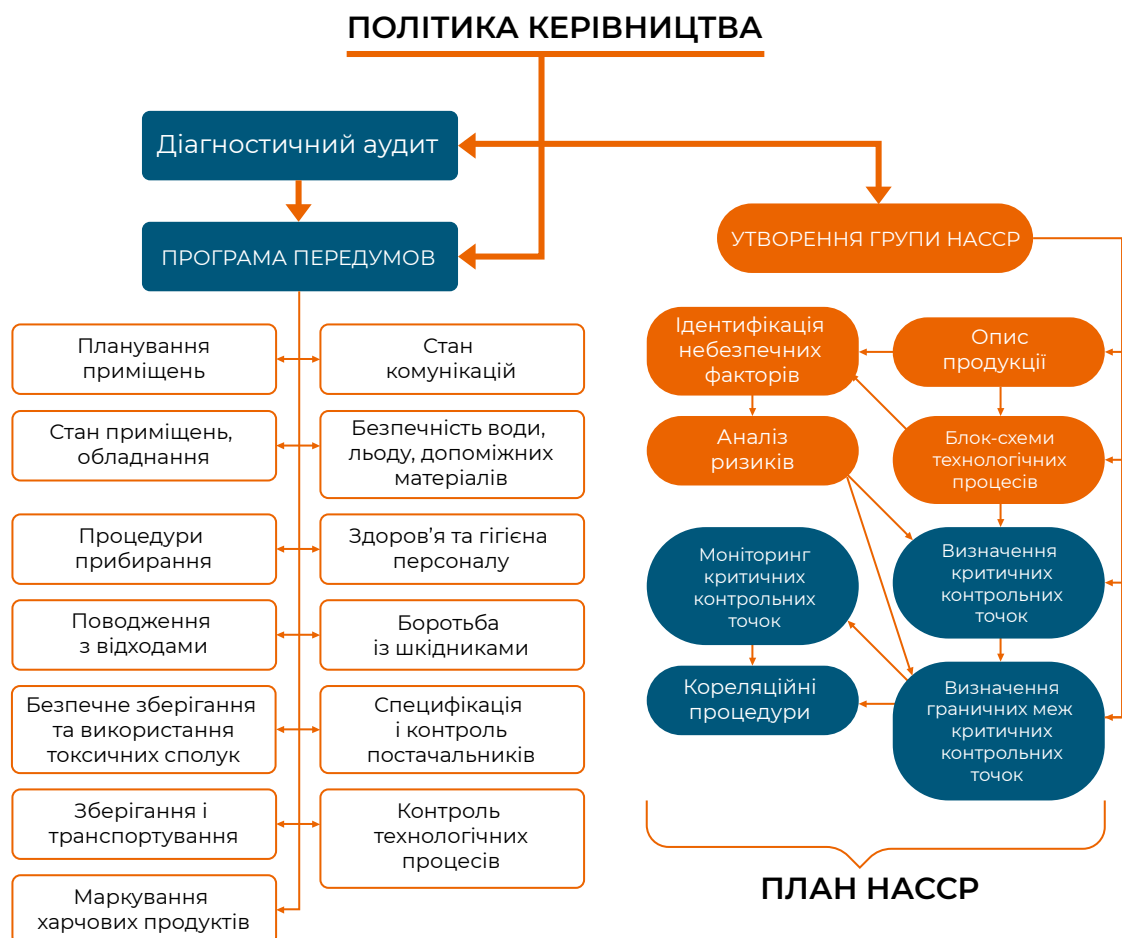 ПОЛІТИКА КЕРІВНИЦТВА
Діагностичний аудит
ПРОГРАМА ПЕРЕДУМОВ
Планування
приміщень
Стан
комунікацій
Стан приміщень,
обладнання
Безпечність води,
льоду, допоміжних
матеріалів
Процедури
прибирання
Здоров’я та гігієна
персоналу
Поводження
з відходами
Боротьба
із шкідниками
Безпечне зберігання
та використання
токсичних сполук
Специфікація
і контроль
постачальників
Зберігання і
транспортування
Контроль
технологічних
процесів
Маркування
харчових продуктів
УТВОРЕННЯ ГРУПИ НАССР
Ідентифікація
небезпечних
факторів
Опис
продукції
Аналіз
ризиків
Блок-схеми
технологічних
процесів
Моніторинг
критичних
контрольних
точок
Визначення
критичних
контрольних
точок
Кореляційні
процедури
Визначення
граничних меж
критичних
контрольних
точок
ПЛАН НАССР